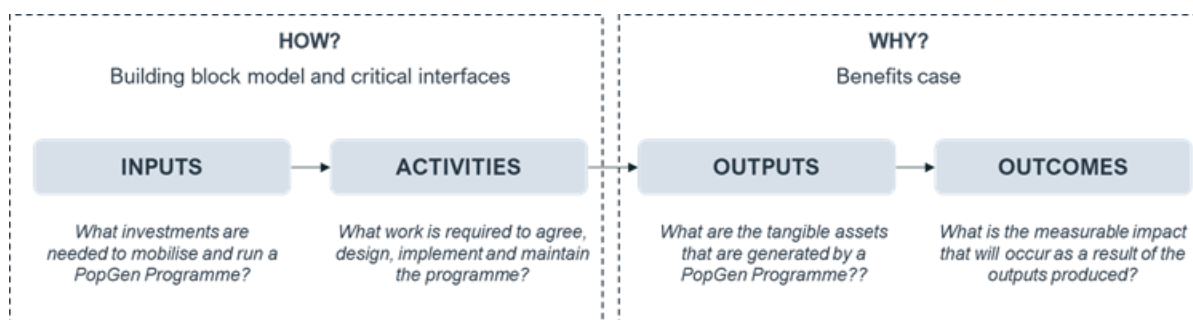 HOW?
Building block model and critical interfaces
INPUTS
What investments are
needed to mobilise and run a
PopGen Programme?
ACTIVITIES
What work is required to agree,
design, implement and maintain
the programme?
WHY?
Benefits case
OUTPUTS
What are the tangible assets
that are generated by a
PopGen Programme??
OUTCOMES
What is the measurable impact
that will occur as a result of the
outputs produced?